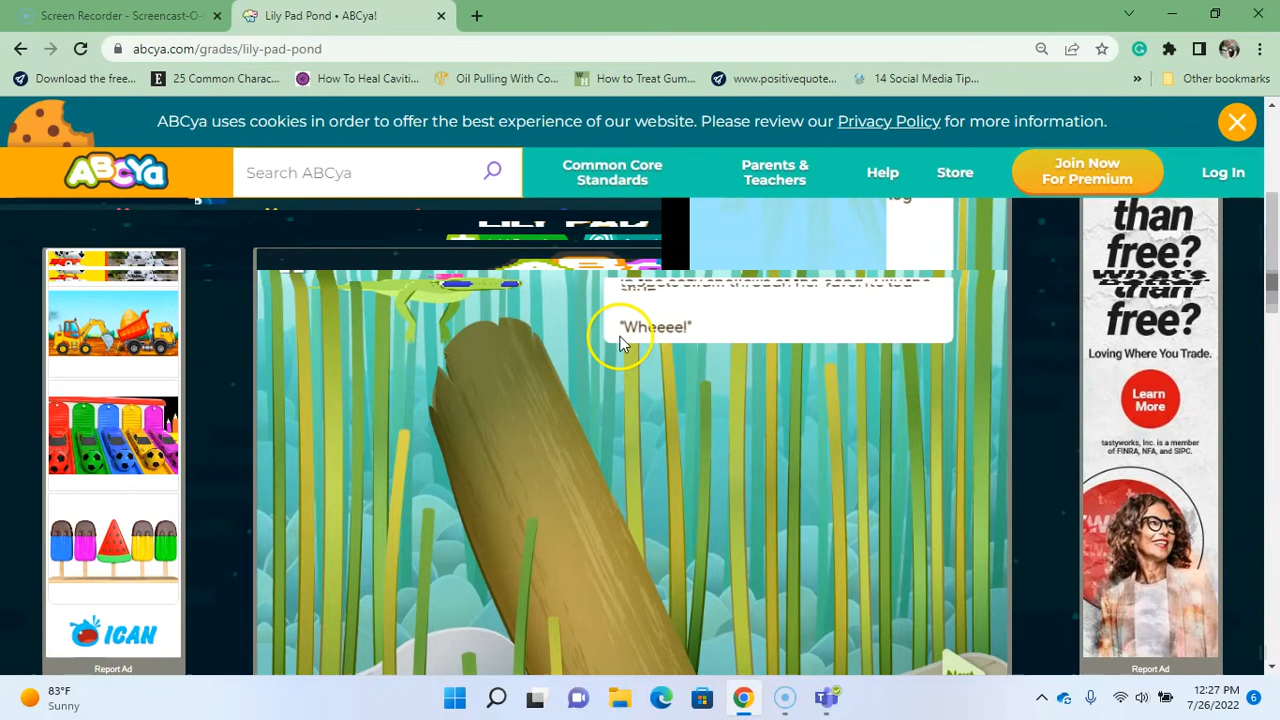 Screen Recorder - Screencast-O-
Lily Pad Pond • ABCya!
abcya.com/grades/lily-pad-pond
Download the free...
25 Common Charac...
How To Heal Caviti...
Oil Pulling With Co...
How to Treat Gum...
www.positivequote...
14 Social Media Tip...
»
Other bookmarks
ABCya uses cookies in order to offer the best experience of our website. Please review our Privacy Policy for more information.
ABCYa
Search ABCya
Common Core
Standards
Parents &
Teachers
Help
Store
Join Now
For Premium
Log In
LILY PAD
"Wheeee!"
Next
ICAN
Report Ad
than
free?
than
free?
Loving Where You Trade.
Learn
More
tastyworks, Inc. is a member
of FINRA, NFA, and SIPC.
Report Ad
83°F
Sunny
12:27 PM
7/26/2022
6